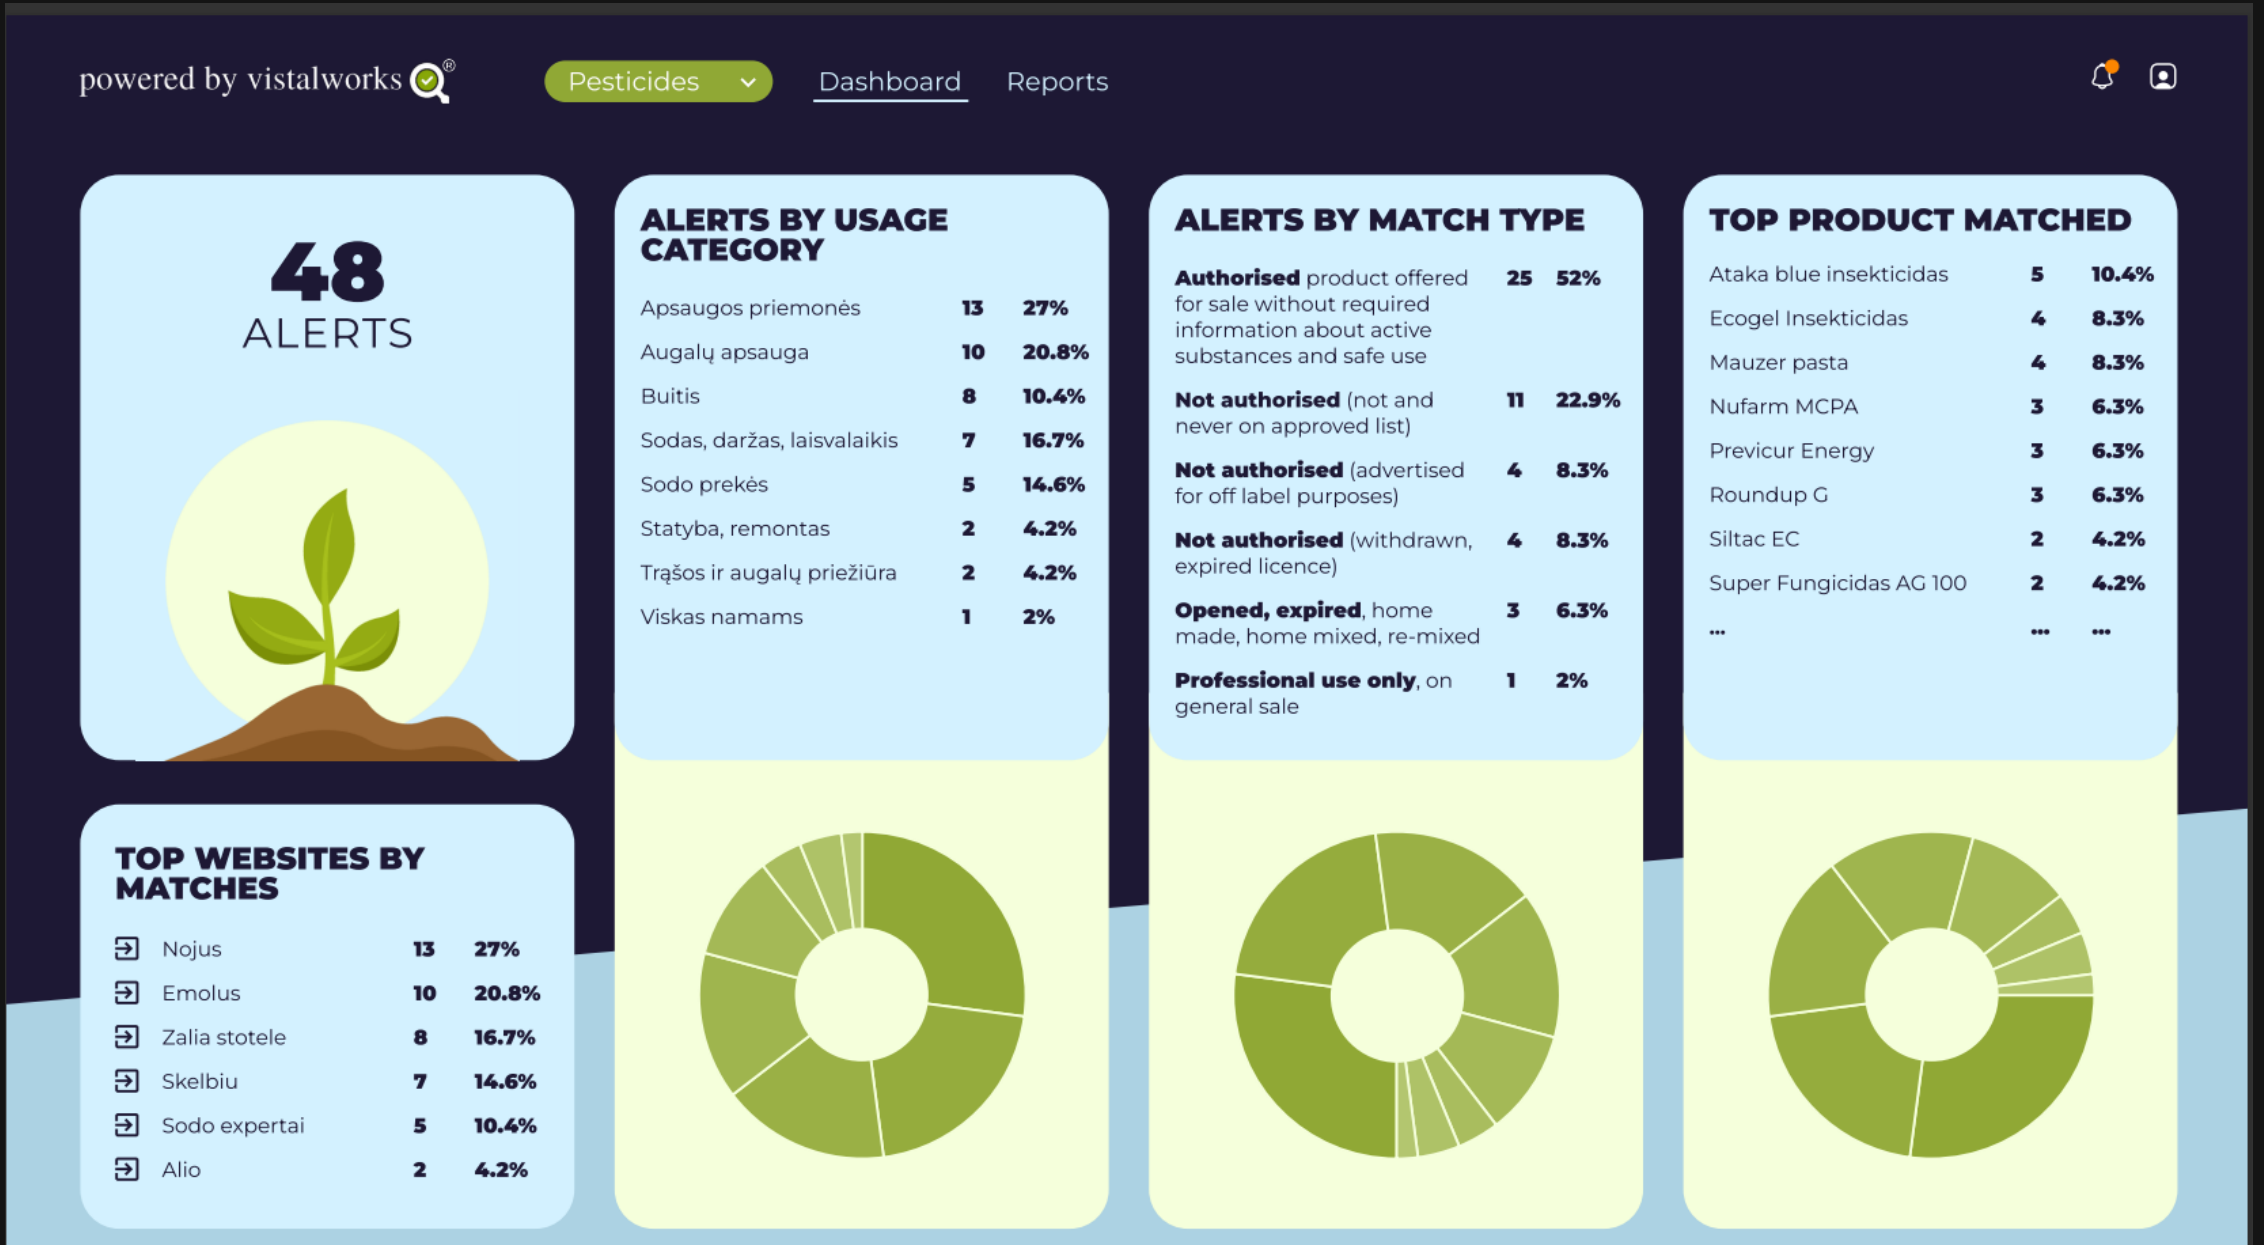 powered by vistalworks ®
Pesticides
Dashboard
Reports
48
ALERTS
TOP WEBSITES BY
MATCHES
Nojus 13 27%
Emolus 10 20.8%
Zalia stotele 8 16.7%
Skelbiu 7 14.6%
Sodo expertai 5 10.4%
Alio 2 4.2%
ALERTS BY USAGE
CATEGORY
Apsaugos priemonės 13 27%
Augalų apsauga 10 20.8%
Buitis 8 10.4%
Sodas, daržas, laisvalaikis 7 16.7%
Sodo prekės 5 14.6%
Statyba, remontas 2 4.2%
Trąšos ir augalų priežiūra 2 4.2%
Viskas namams 1 2%
ALERTS BY MATCH TYPE
Authorised product offered 25 52%
for sale without required
information about active
substances and safe use
Not authorised (not and 11 22.9%
never on approved list)
Not authorised (advertised 4 8.3%
for off label purposes)
Not authorised (withdrawn, 4 8.3%
expired licence)
Opened, expired, home 3 6.3%
made, home mixed, re-mixed
Professional use only, on 1 2%
general sale
TOP PRODUCT MATCHED
Ataka blue insekticidas 5 10.4%
Ecogel Insekticidas 4 8.3%
Mauzer pasta 4 8.3%
Nufarm MCPA 3 6.3%
Previcur Energy 3 6.3%
Roundup G 3 6.3%
Siltac EC 2 4.2%
Super Fungicidas AG 100 2 4.2%
... ... ...